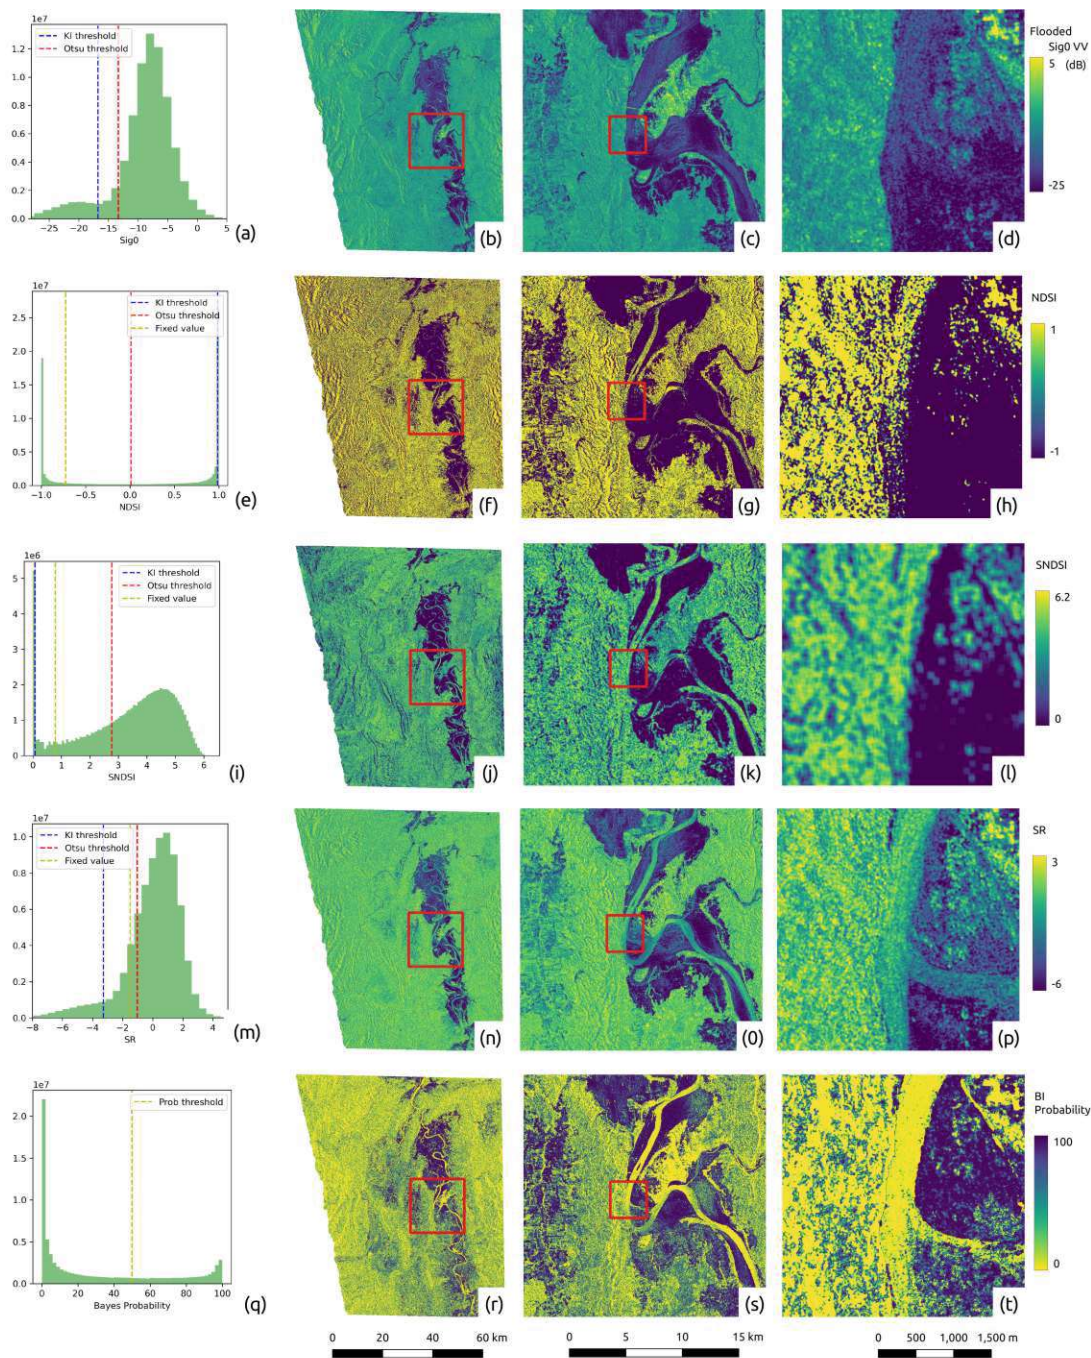 1e7
KI threshold
Otsu threshold
1.2
1.0
0.8
0.6
0.4
0.2
0.0
−25 −20 −15 −10 −5 0 5
Sig0
(a)
(b)
(c)
(d)
Flooded
Sig0 VV
(dB)
5
-25
1e7
KI threshold
Otsu threshold
Fixed value
2.5
2.0
1.5
1.0
0.5
0.0
−1.0 −0.5 0.0 0.5 1.0
NDSI
(e)
(f)
(g)
(h)
NDSI
1
-1
1e6
KI threshold
Otsu threshold
Fixed value
5
4
3
2
1
0
0 1 2 3 4 5 6
SNDSI
(i)
(j)
(k)
(l)
SNDSI
6.2
0
1e7
KI threshold
Otsu threshold
Fixed value
1.0
0.8
0.6
0.4
0.2
0.0
−8 −6 −4 −2 0 2 4
SR
(m)
(n)
(0)
(p)
SR
3
-6
1e7
Prob threshold
2.0
1.5
1.0
0.5
0.0
0 20 40 60 80 100
Bayes Probability
(q)
(r)
(s)
(t)
BI
Probability
100
0
0 20 40 60 km
0 5 10 15 km
0 500 1,000 1,500 m